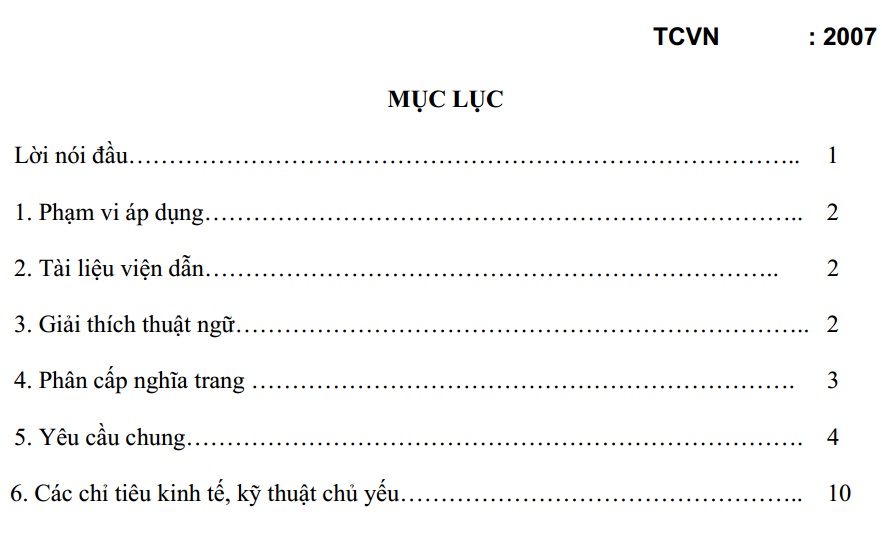 TCVN : 2007
MỤC LỤC
Lời nói đầu……………………………………………………………………….. 1
1. Phạm vi áp dụng……………………………………………………………….. 2
2. Tài liệu viện dẫn…………………………………………………………….. 2
3. Giải thích thuật ngữ…………………………………………………………….. 2
4. Phân cấp nghĩa trang …………………………………………………………. 3
5. Yêu cầu chung…………………………………………………………………. 4
6. Các chỉ tiêu kinh tế, kỹ thuật chủ yếu………………………………………….. 10